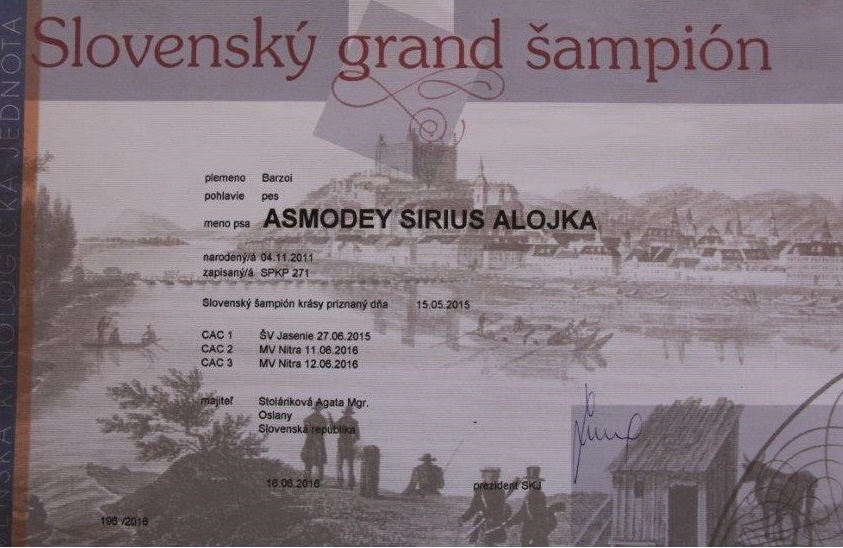 Slovenský grand šampión
plemeno Barzoi
pohlavie pes
meno psa ASMODEY SIRIUS ALOJKA
narodený/á 04.11.2011
zapísaný/á SPKP 271
Slovenský šampión krásy priznaný dňa 15.05.2015
CAC 1 ŠV Jasenie 27.06.2015
CAC 2 MV Nitra 11.06.2016
CAC 3 MV Nitra 12.06.2016
majiteľ Stoláriková Agata Mgr.
Oslany
Slovenská republika
16.06.2016 prezident SKJ
196 /2016
KYNOLOGICKÁ JEDNOTA